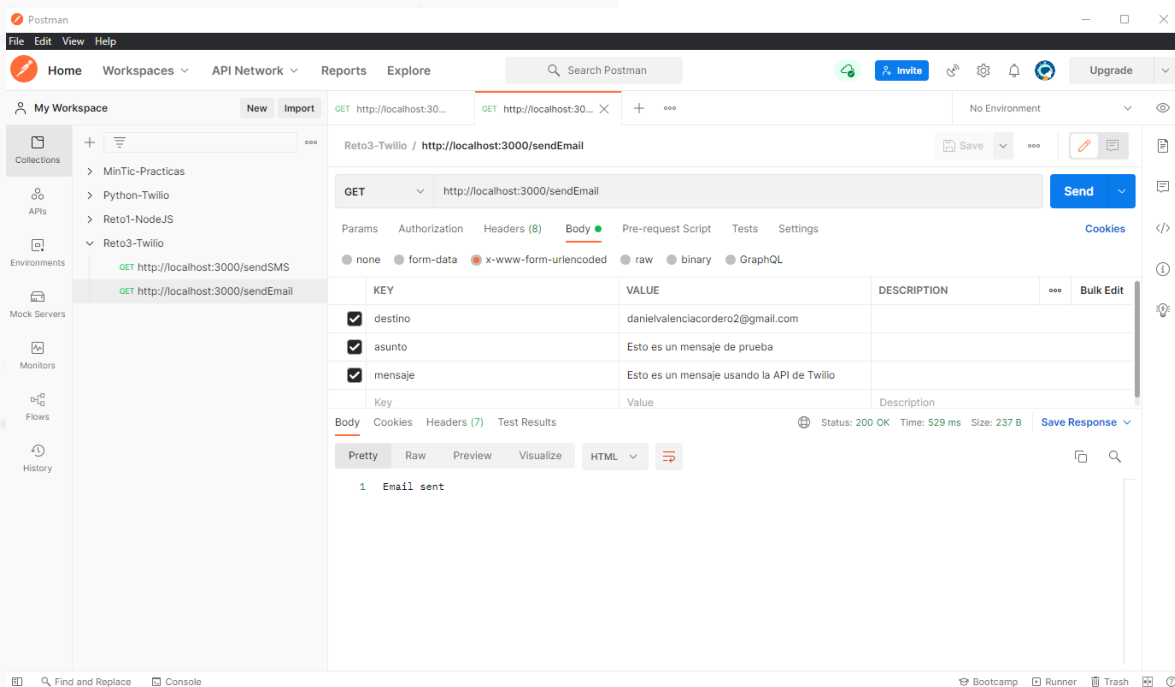 Postman
File Edit View Help
Home Workspaces API Network Reports Explore Search Postman Invite Upgrade
My Workspace New Import GET http://localhost:30... GET http://localhost:30... No Environment
Collections
APIs
Environments
Mock Servers
Monitors
Flows
History
MinTic-Practicas
Python-Twilio
Reto1-NodeJS
Reto3-Twilio
GET http://localhost:3000/sendSMS
GET http://localhost:3000/sendEmail
Reto3-Twilio / http://localhost:3000/sendEmail Save
GET http://localhost:3000/sendEmail Send
Params Authorization Headers (8) Body Pre-request Script Tests Settings Cookies
none form-data x-www-form-urlencoded raw binary GraphQL
KEY VALUE DESCRIPTION Bulk Edit
destino danielvalenciacordero2@gmail.com
asunto Esto es un mensaje de prueba
mensaje Esto es un mensaje usando la API de Twilio
Key Value Description
Body Cookies Headers (7) Test Results Status: 200 OK Time: 529 ms Size: 237 B Save Response
Pretty Raw Preview Visualize HTML
1 Email sent
Find and Replace Console Bootcamp Runner Trash